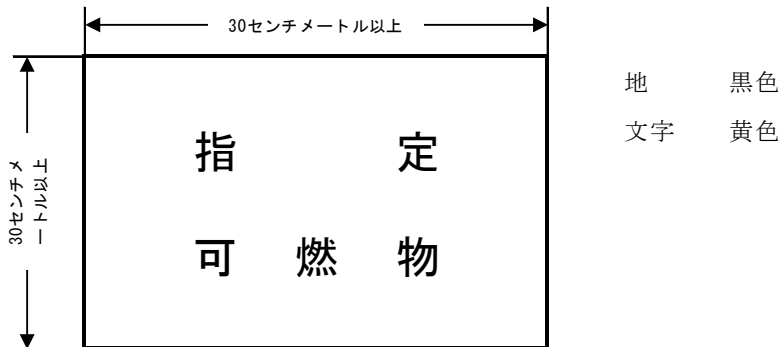 30センチメートル以上
30センチメ
ートル以上
指定
可燃物
地 黒色
文字 黄色